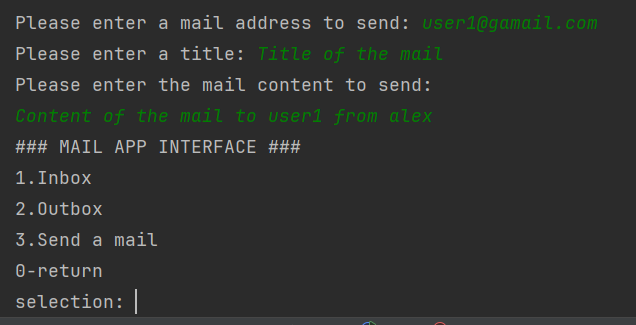 Please enter a mail address to send: user1@gamail.com
Please enter a title: Title of the mail
Please enter the mail content to send:
Content of the mail to user1 from alex
### MAIL APP INTERFACE ###
1.Inbox
2.Outbox
3.Send a mail
0-return
selection: